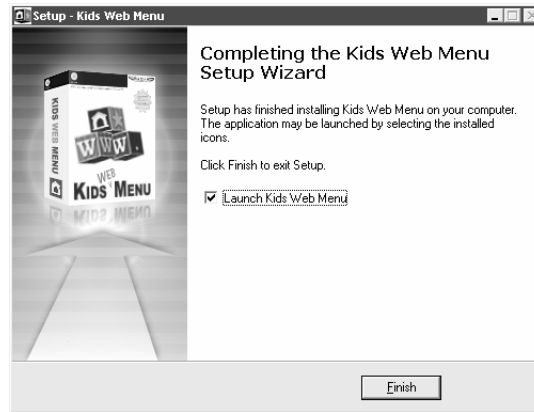 Setup - Kids Web Menu
Completing the Kids Web Menu
Setup Wizard
Setup has finished installing Kids Web Menu on your computer.
The application may be launched by selecting the installed
icons.
Click Finish to exit Setup.
Launch Kids Web Menu
KIDS WEB MENU
WWW.
WEB
KIDS MENU
Finish